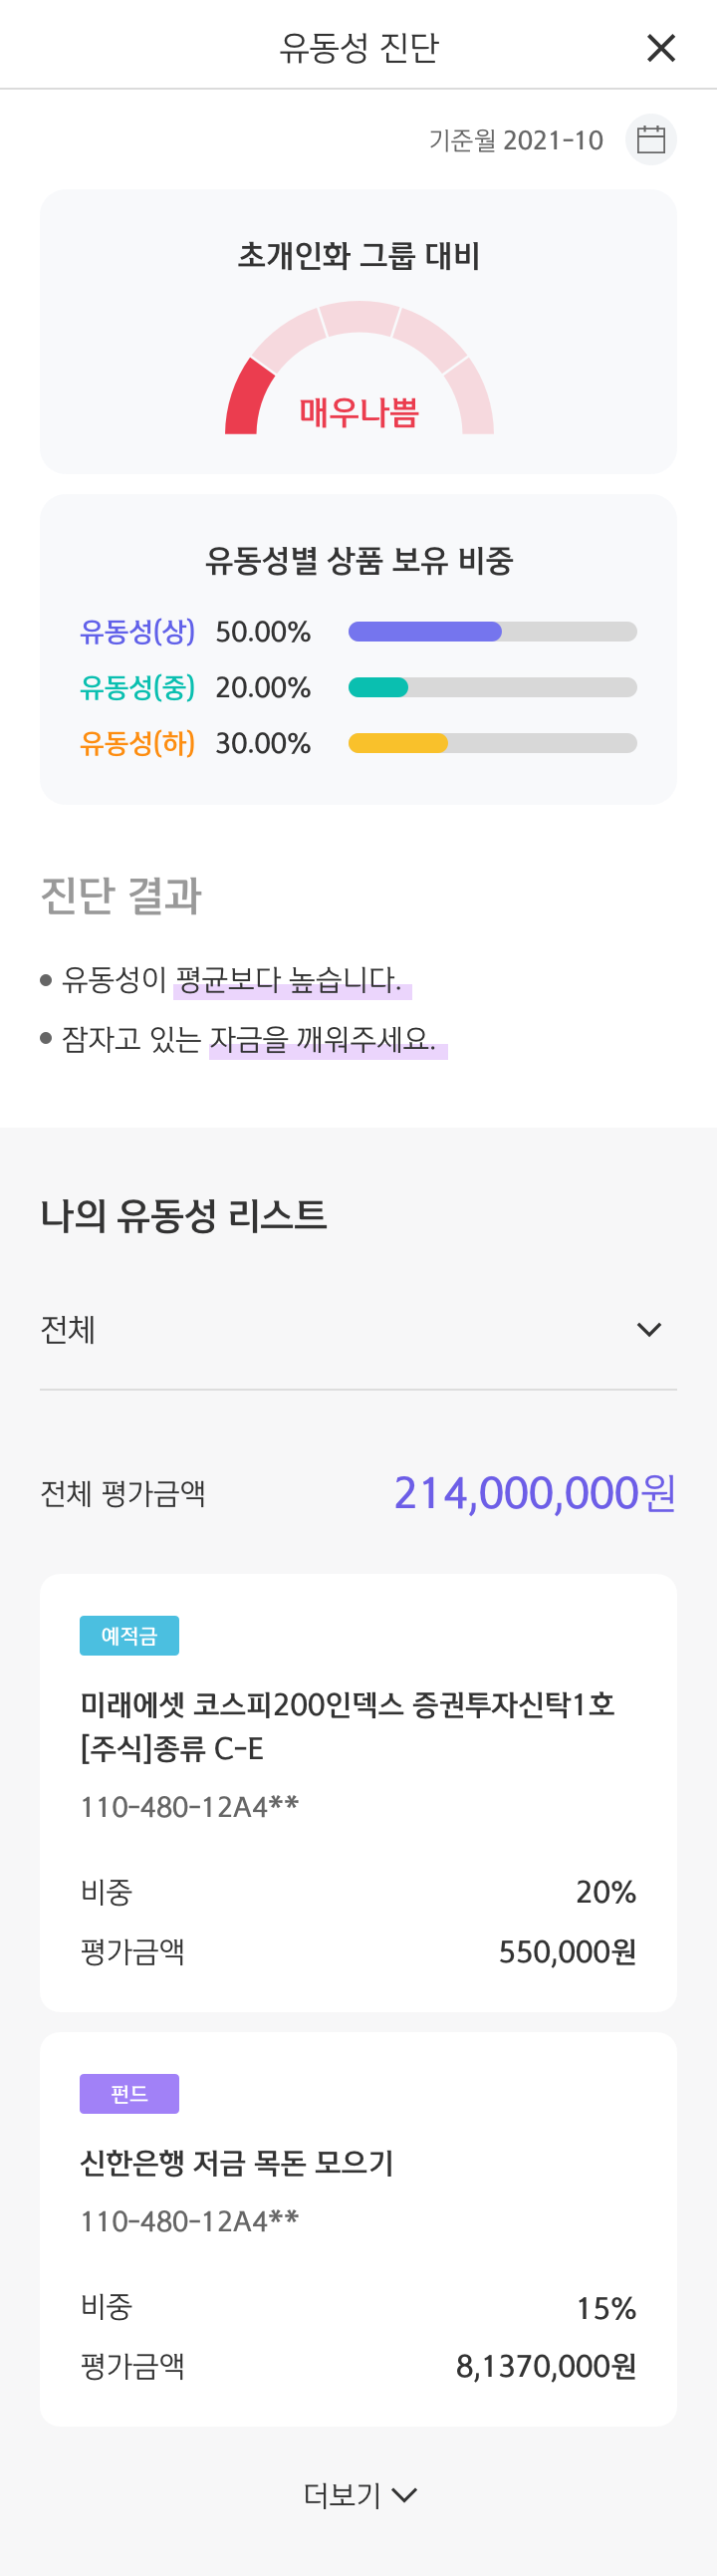 유동성 진단
기준월 2021-10
초개인화 그룹 대비
매우나쁨
유동성별 상품 보유 비중
유동성(상) 50.00%
유동성(중) 20.00%
유동성(하) 30.00%
진단 결과
유동성이 평균보다 높습니다.
잠자고 있는 자금을 깨워주세요.
나의 유동성 리스트
전체
전체 평가금액 214,000,000원
예적금
미래에셋 코스피200인덱스 증권투자신탁1호
[주식]종류 C-E
110-480-12A4**
비중 20%
평가금액 550,000원
펀드
신한은행 저금 목돈 모으기
110-480-12A4**
비중 15%
평가금액 8,1370,000원
더보기